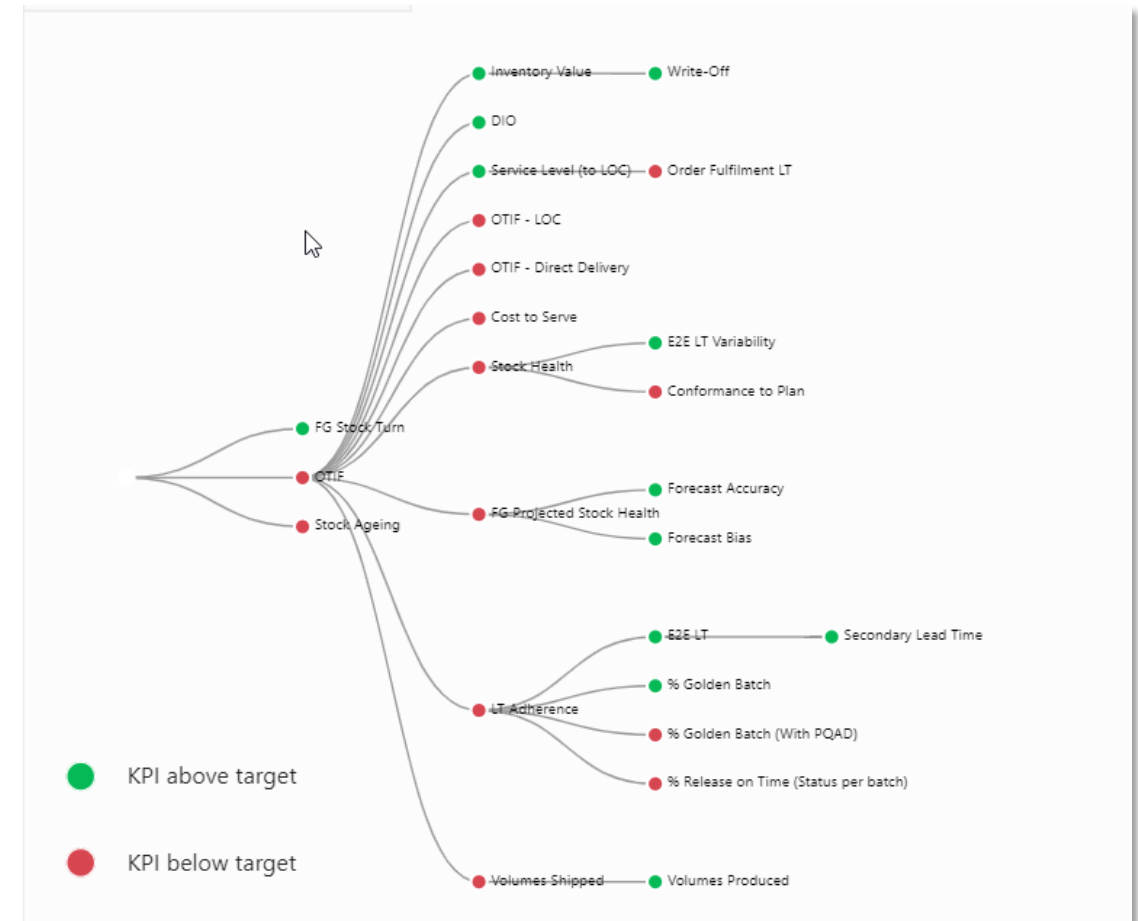 Inventory Value
Write-Off
DIO
Service Level (to LOC)
Order Fulfilment LT
OTIF - LOC
OTIF - Direct Delivery
Cost to Serve
E2E LT Variability
Stock Health
Conformance to Plan
FG Stock Turn
OTIF
Forecast Accuracy
FG Projected Stock Health
Stock Ageing
Forecast Bias
E2E LT
Secondary Lead Time
% Golden Batch
LT Adherence
% Golden Batch (With PQAD)
KPI above target
% Release on Time (Status per batch)
KPI below target
Volumes Shipped
Volumes Produced